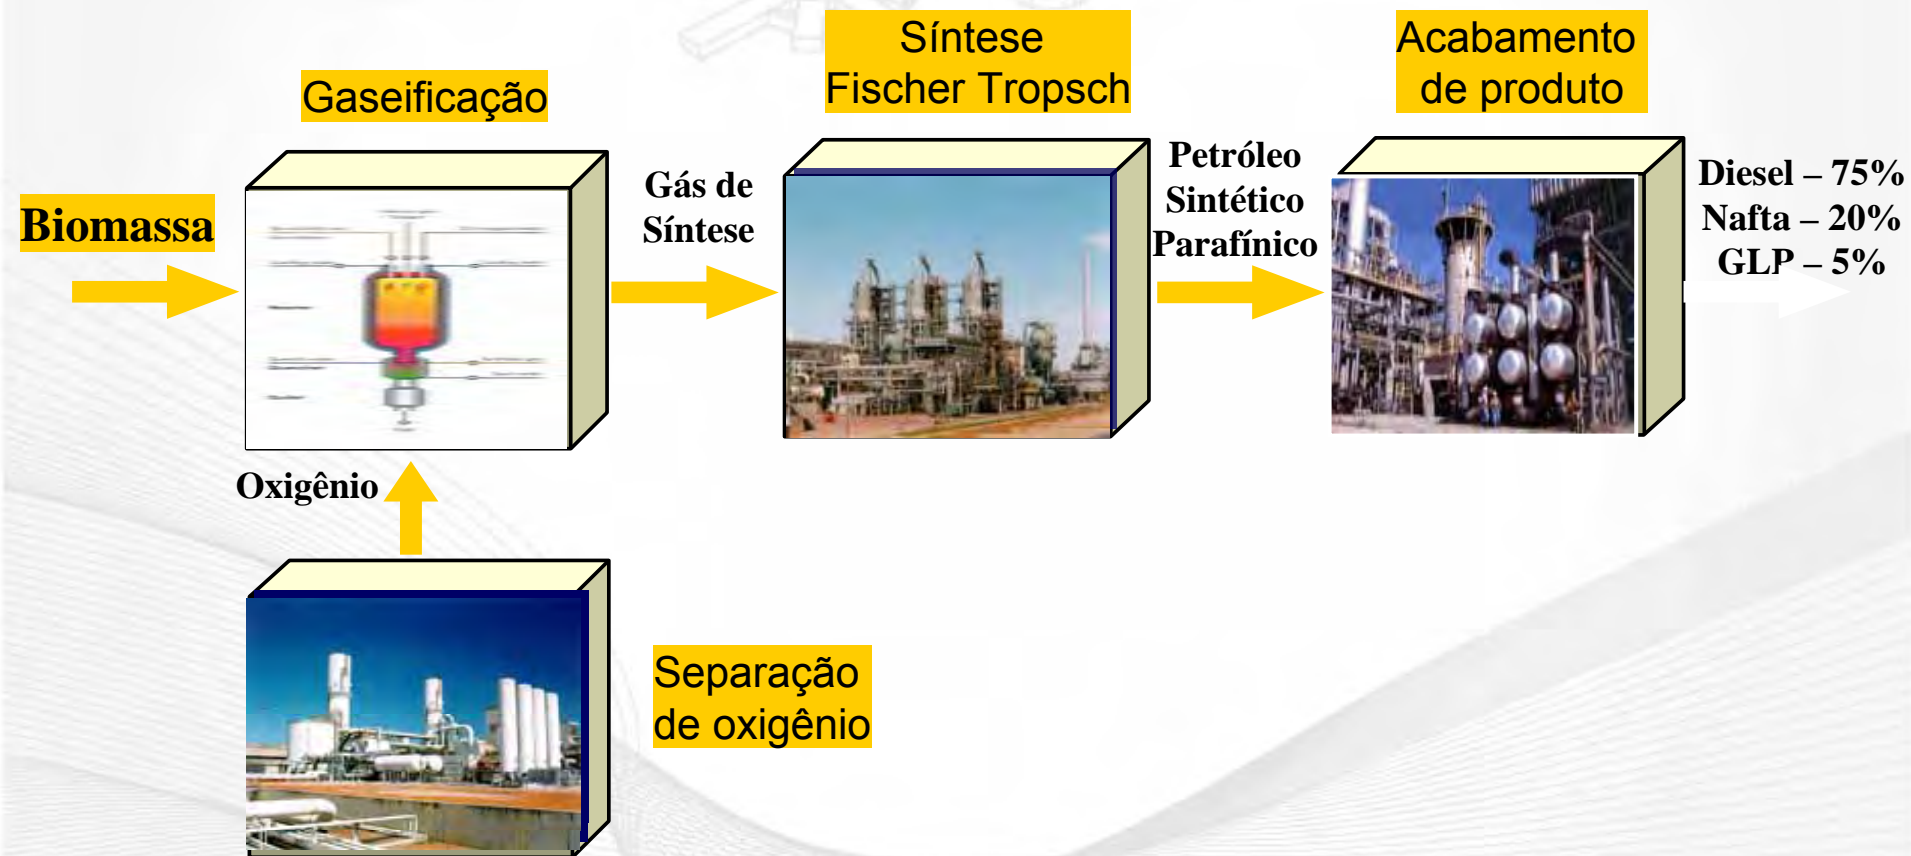 Gaseificação
Síntese
Fischer Tropsch
Acabamento
de produto
Biomassa
Gás de
Síntese
Petróleo
Sintético
Parafínico
Diesel – 75%
Nafta – 20%
GLP – 5%
Oxigênio
Separação
de oxigênio